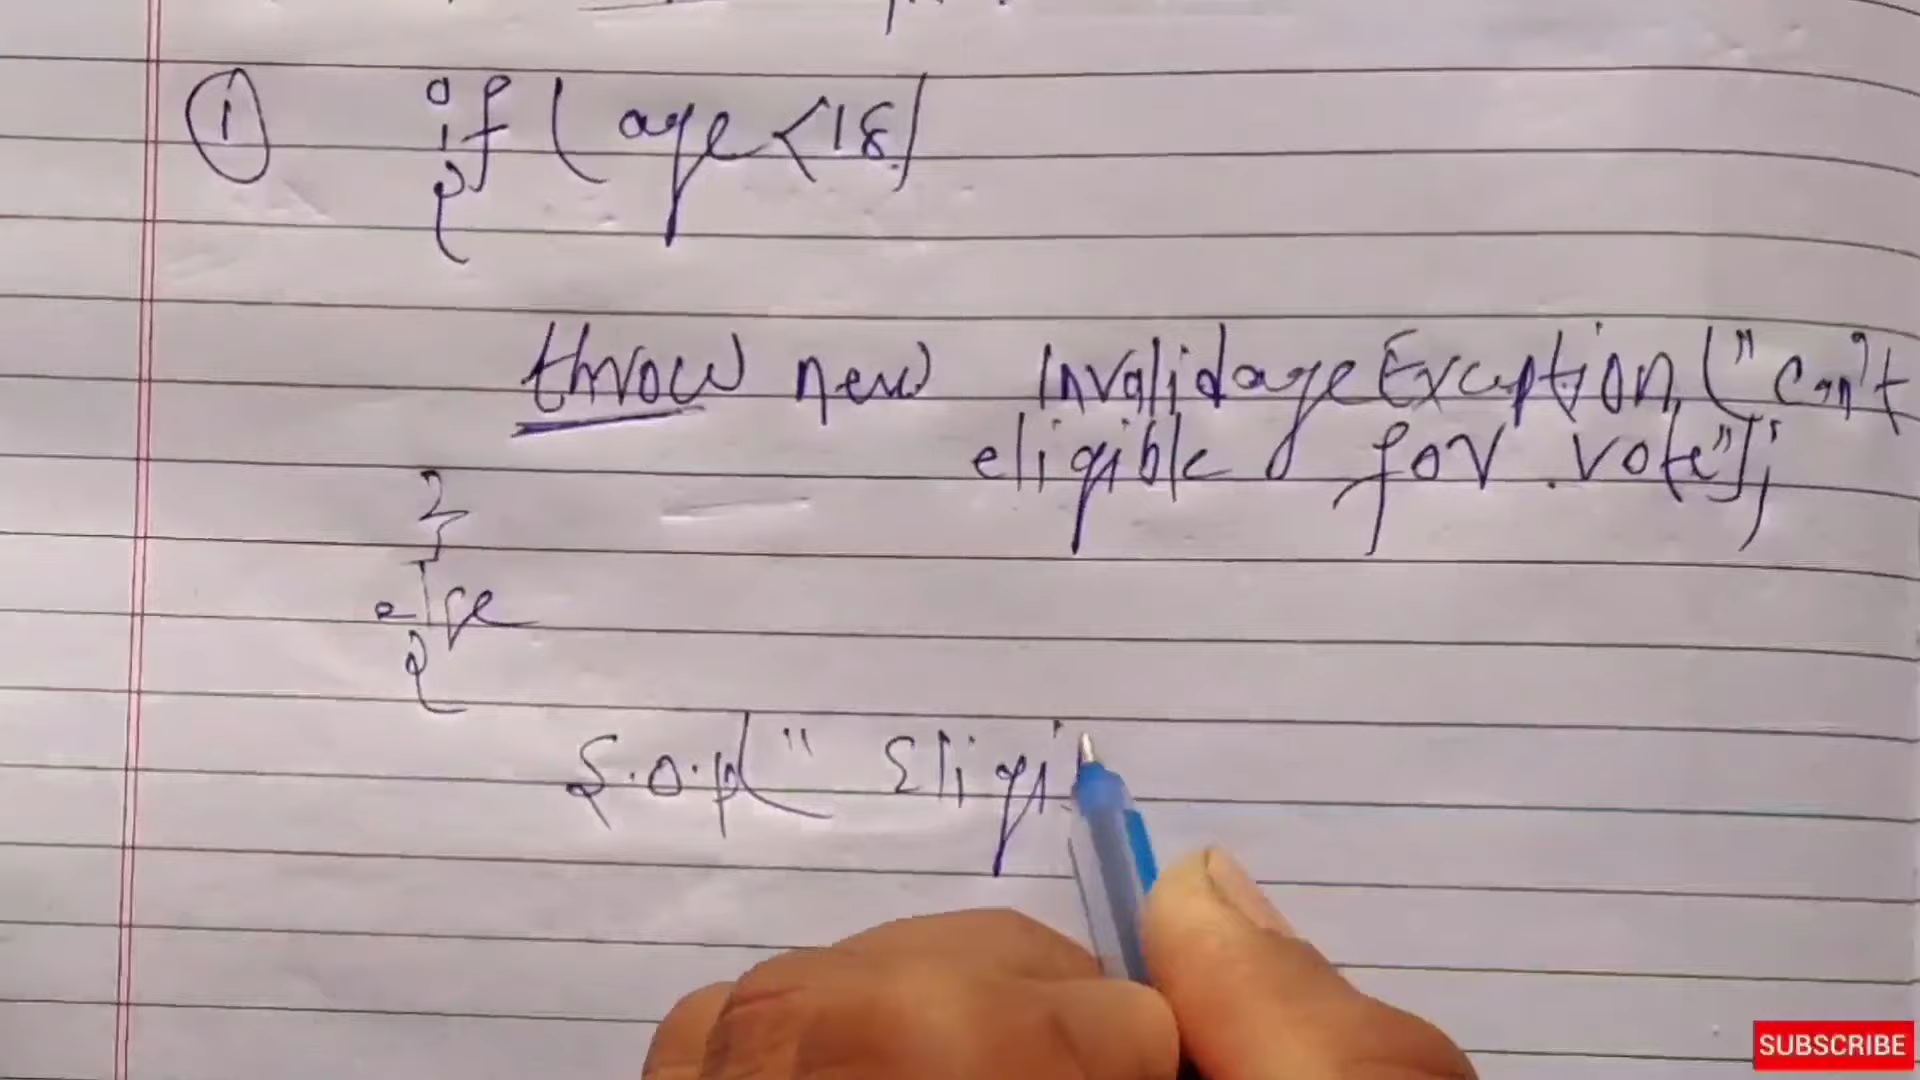 ① if (age<18)
{
throw new InvalidageException ("Can't
eligible for vote");
}
else
{
S.o.p(" Eligi
SUBSCRIBE